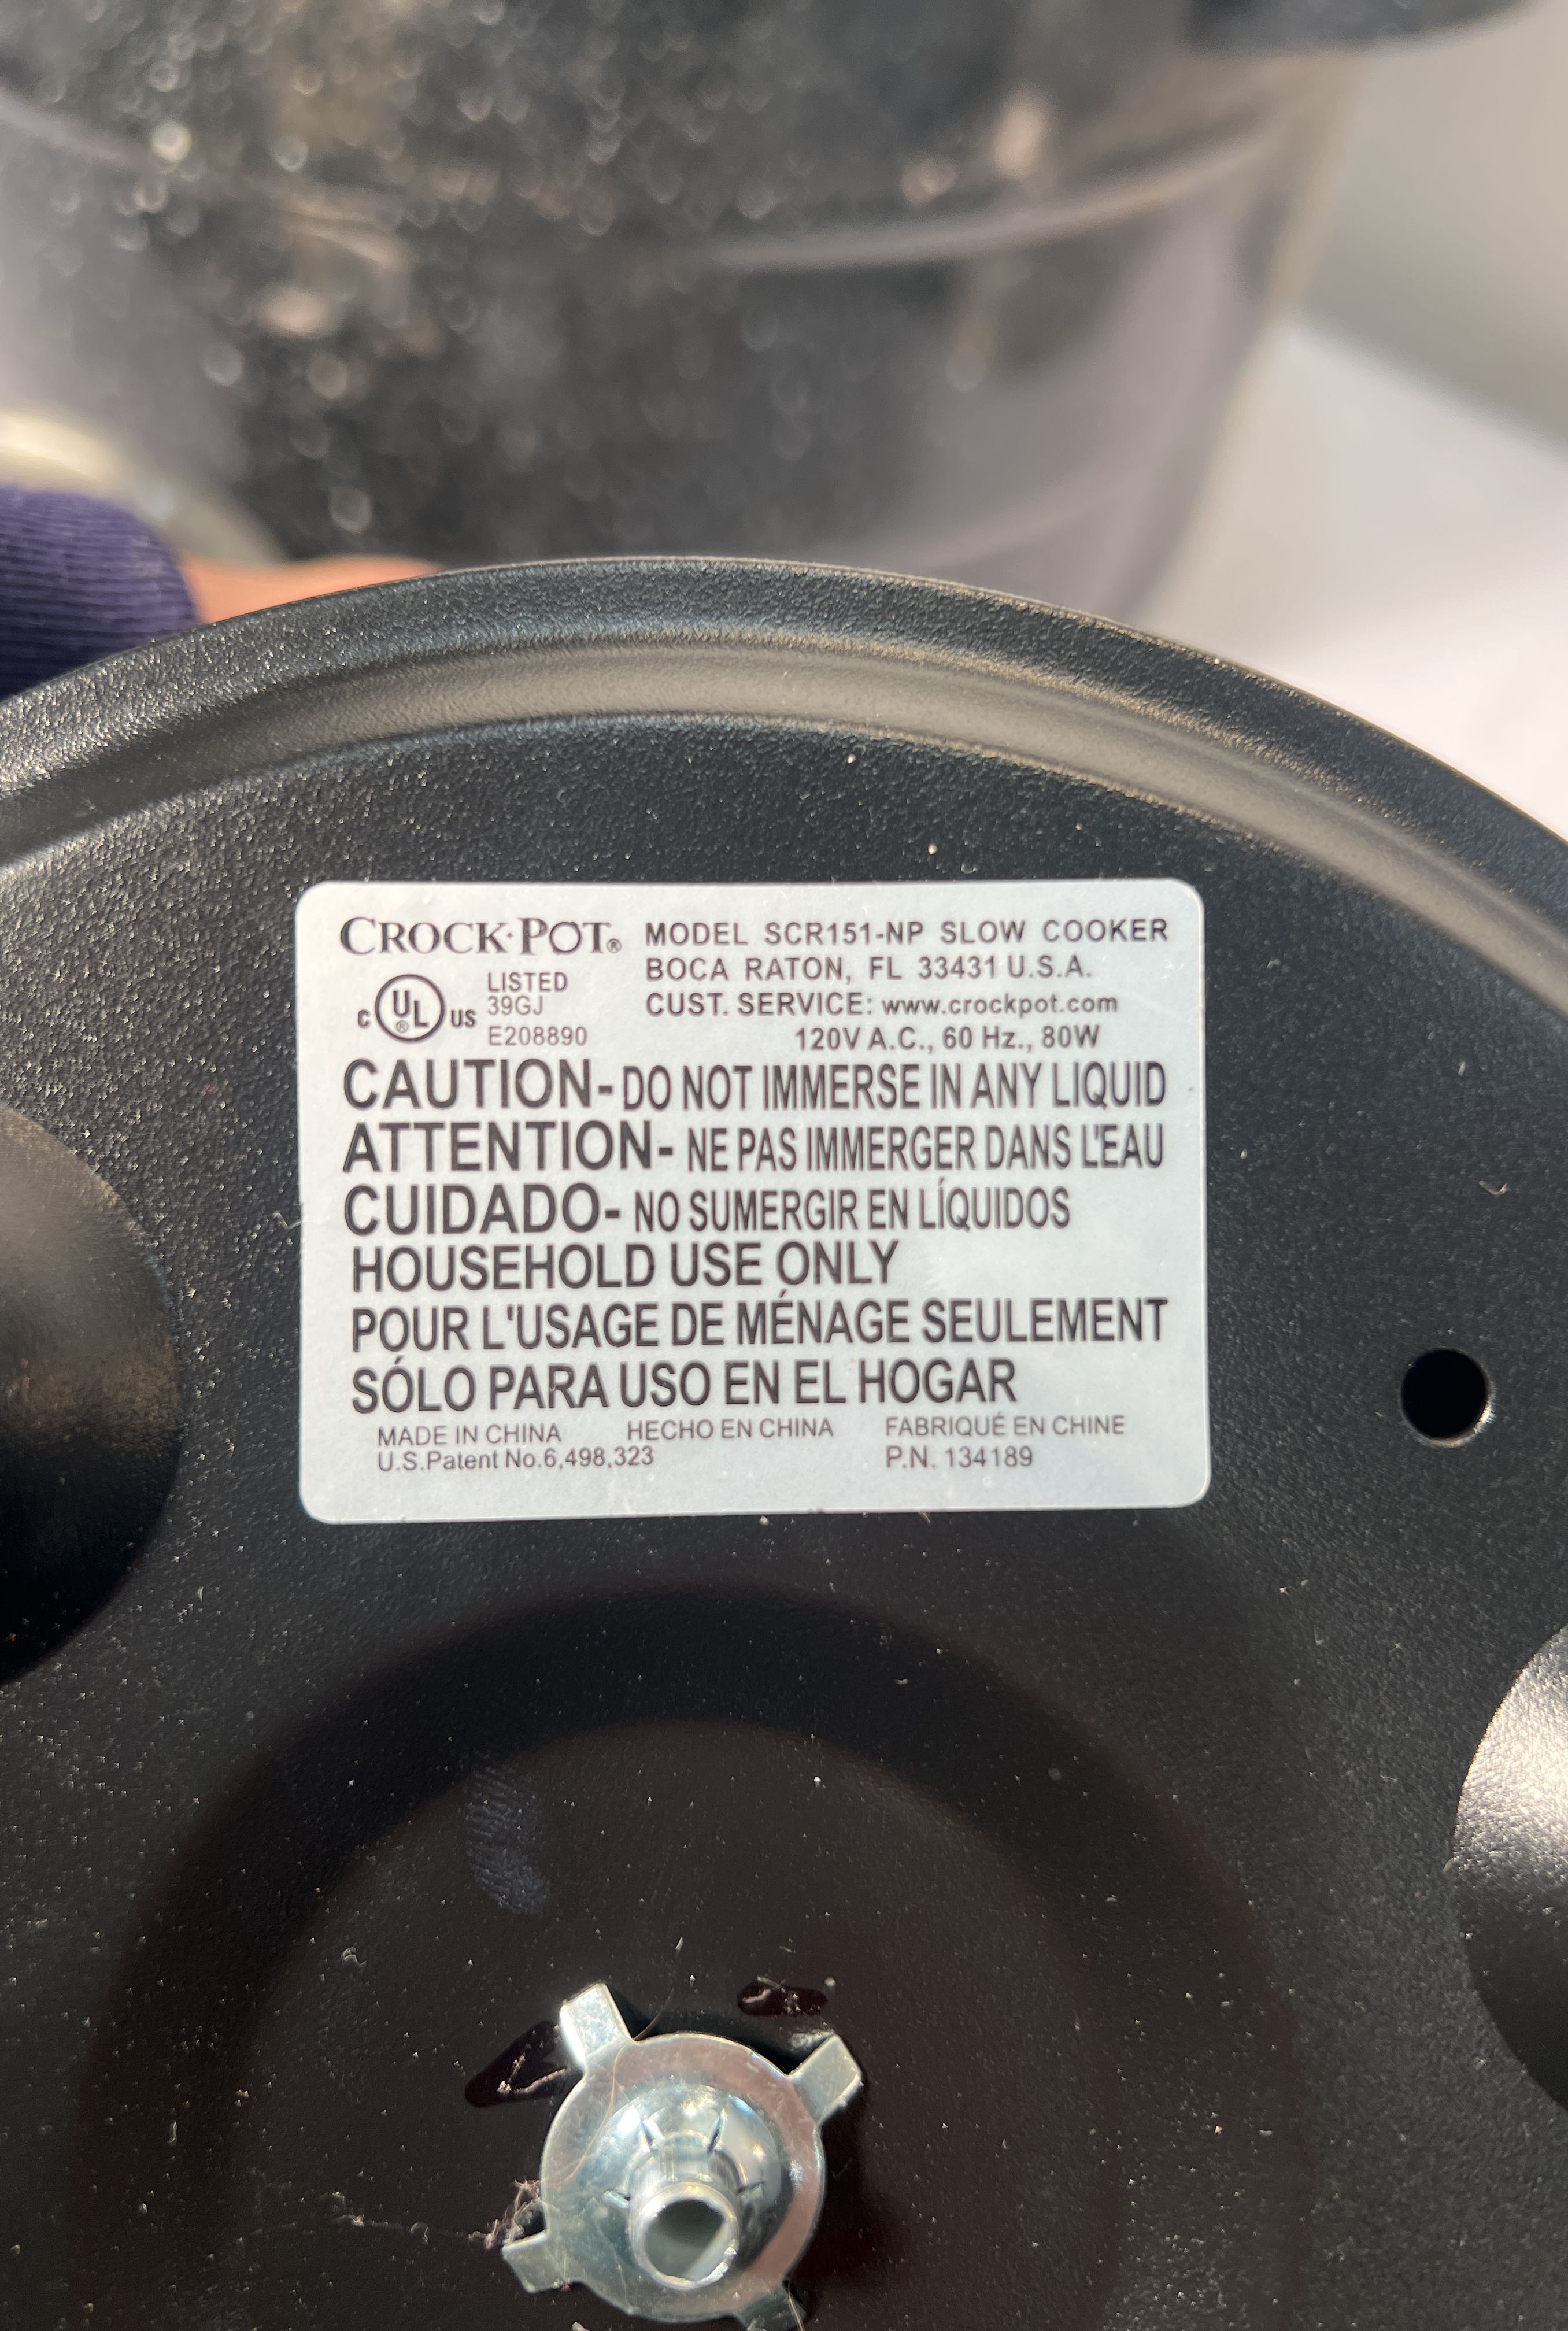 CROCK·POT® MODEL SCR151-NP SLOW COOKER
BOCA RATON, FL 33431 U.S.A.
CUST. SERVICE: www.crockpot.com
120V A.C., 60 Hz., 80W
C UL® US
LISTED
39GJ
E208890
CAUTION- DO NOT IMMERSE IN ANY LIQUID
ATTENTION- NE PAS IMMERGER DANS L'EAU
CUIDADO- NO SUMERGIR EN LÍQUIDOS
HOUSEHOLD USE ONLY
POUR L'USAGE DE MÉNAGE SEULEMENT
SÓLO PARA USO EN EL HOGAR
MADE IN CHINA HECHO EN CHINA FABRIQUÉ EN CHINE
U.S.Patent No.6,498,323 P.N. 134189